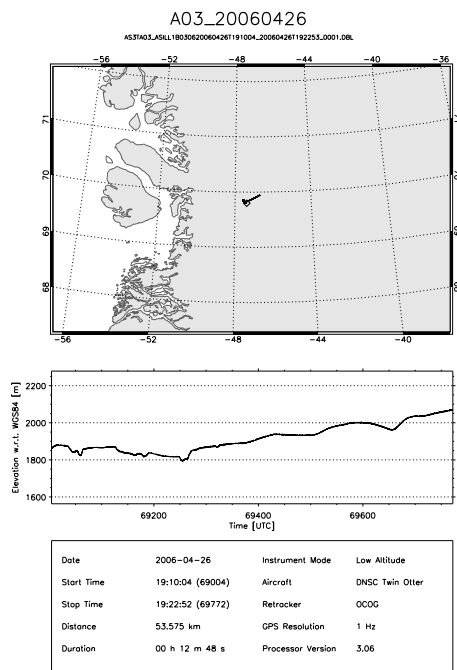 A03_20060426
AS3TA03_ASILL1B030620060426T191004_20060426T192253_0001.DBL
-56 -52 -48 -44 -40 -36
71
70
69
68
-56 -52 -48 -44 -40
Elevation w.r.t. WGS84 [m]
2200
2000
1800
1600
69200 69400 69600
Time [UTC]
Date 2006-04-26 Instrument Mode Low Altitude
Start Time 19:10:04 (69004) Aircraft DNSC Twin Otter
Stop Time 19:22:52 (69772) Retracker OCOG
Distance 53.575 km GPS Resolution 1 Hz
Duration 00 h 12 m 48 s Processor Version 3.06